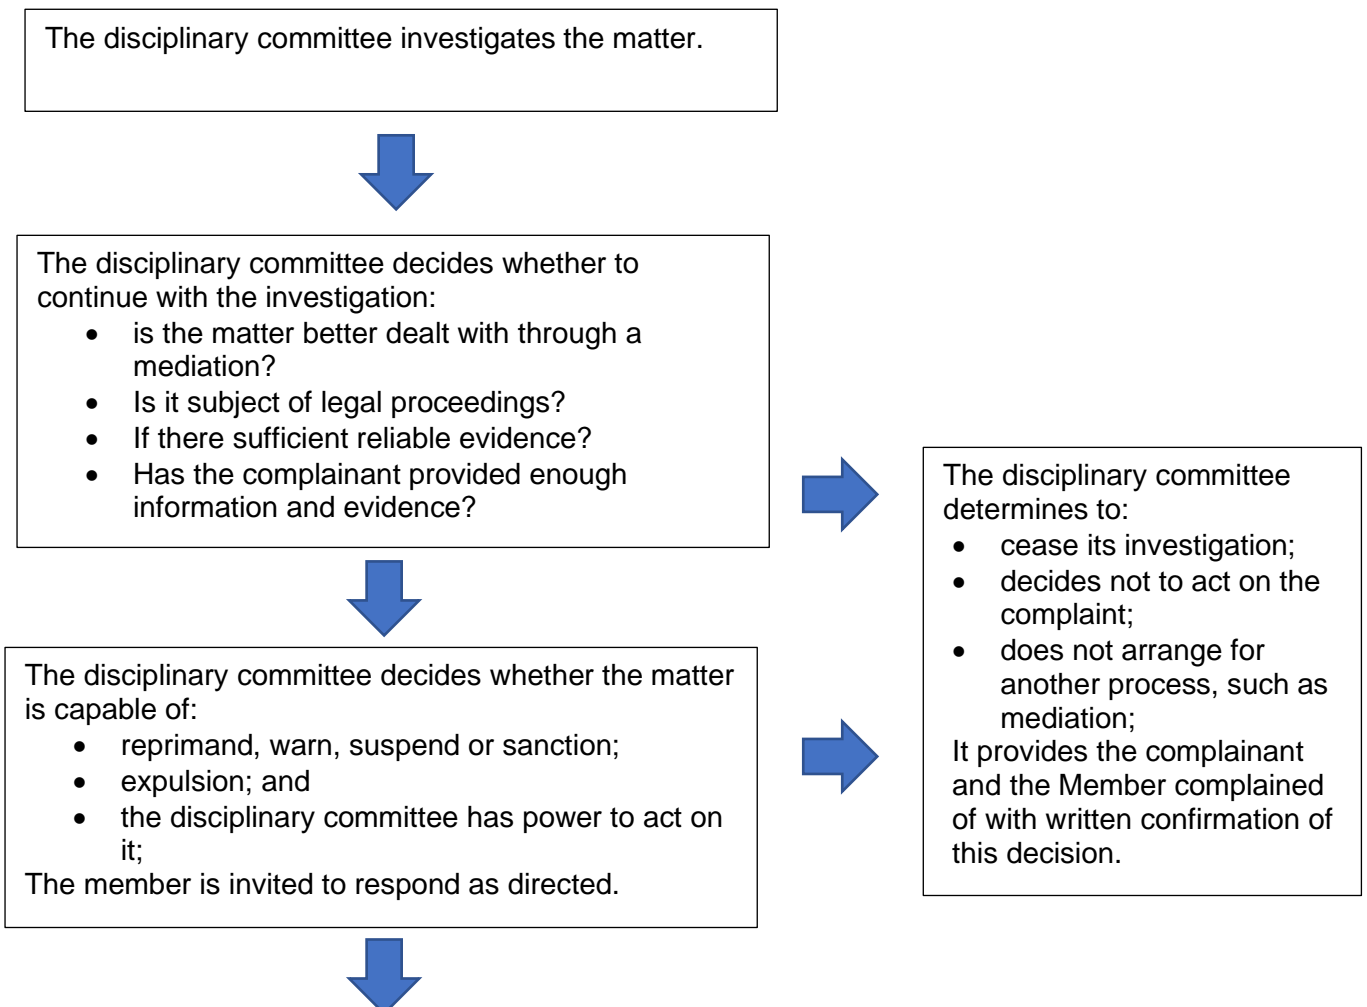 The disciplinary committee investigates the matter.
The disciplinary committee decides whether to
continue with the investigation:
• is the matter better dealt with through a
mediation?
• Is it subject of legal proceedings?
• If there sufficient reliable evidence?
• Has the complainant provided enough
information and evidence?
The disciplinary committee
determines to:
• cease its investigation;
• decides not to act on the
complaint;
• does not arrange for
another process, such as
mediation;
It provides the complainant
and the Member complained
of with written confirmation of
this decision.
The disciplinary committee decides whether the matter
is capable of:
• reprimand, warn, suspend or sanction;
• expulsion; and
• the disciplinary committee has power to act on
it;
The member is invited to respond as directed.